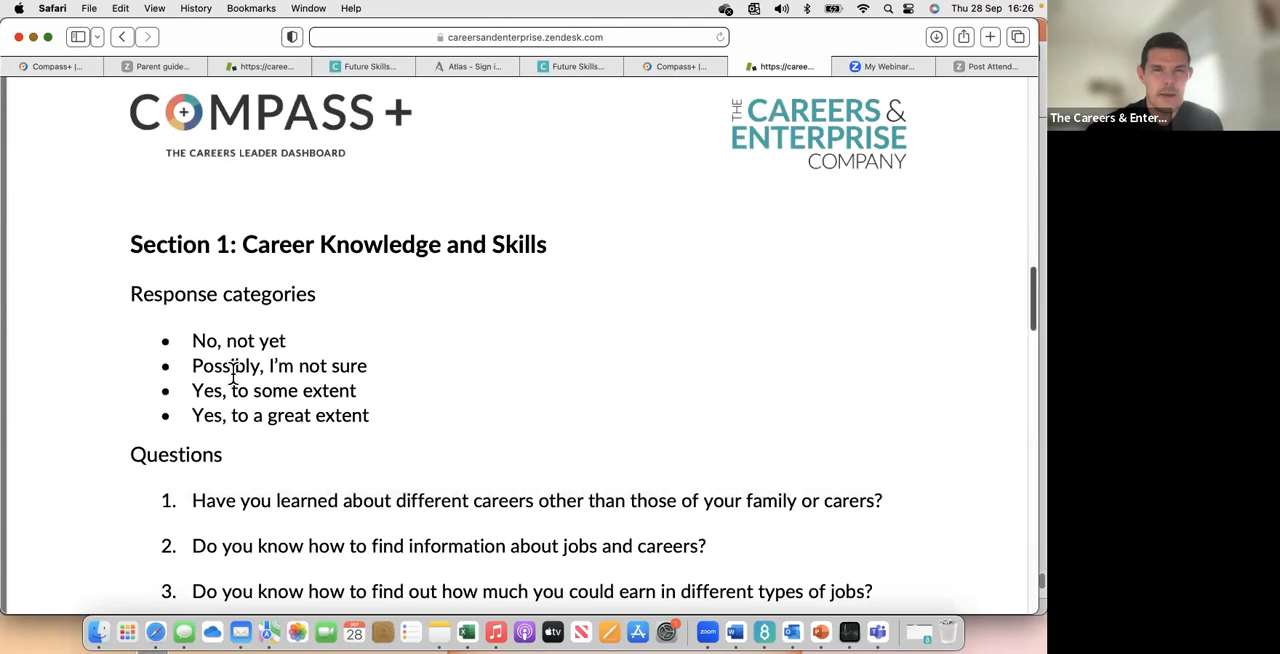 Safari File Edit View History Bookmarks Window Help Thu 28 Sep 16:26
careersandenterprise.zendesk.com
Compass+ |... Parent guide... https://caree... Future Skills... Atlas - Sign i... Future Skills... Compass+ |... https://caree... My Webinar... Post Attend...
The Careers & Enter...
COMPASS +
THE CAREERS LEADER DASHBOARD
THE CAREERS &
ENTERPRISE
COMPANY
Section 1: Career Knowledge and Skills
Response categories
• No, not yet
• Possibly, I'm not sure
• Yes, to some extent
• Yes, to a great extent
Questions
1. Have you learned about different careers other than those of your family or carers?
2. Do you know how to find information about jobs and careers?
3. Do you know how to find out how much you could earn in different types of jobs?
SEP
28
tv
zoom